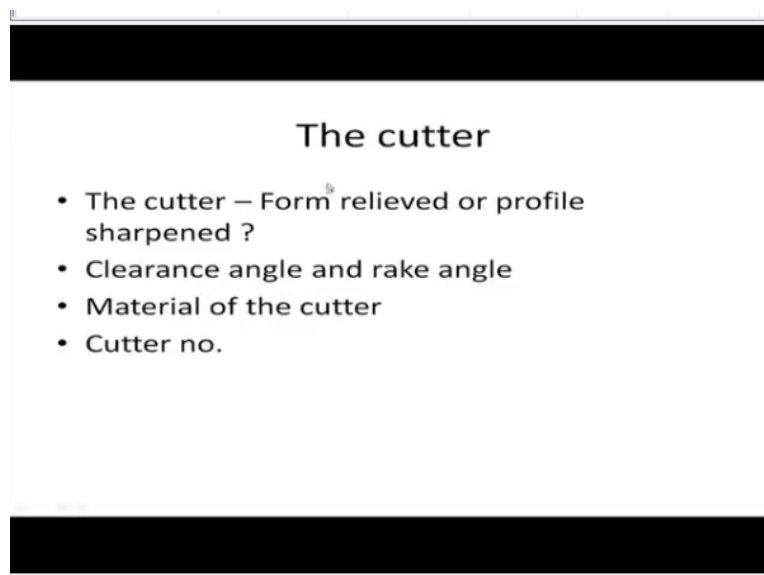 The cutter
• The cutter – Form relieved or profile
sharpened ?
• Clearance angle and rake angle
• Material of the cutter
• Cutter no.